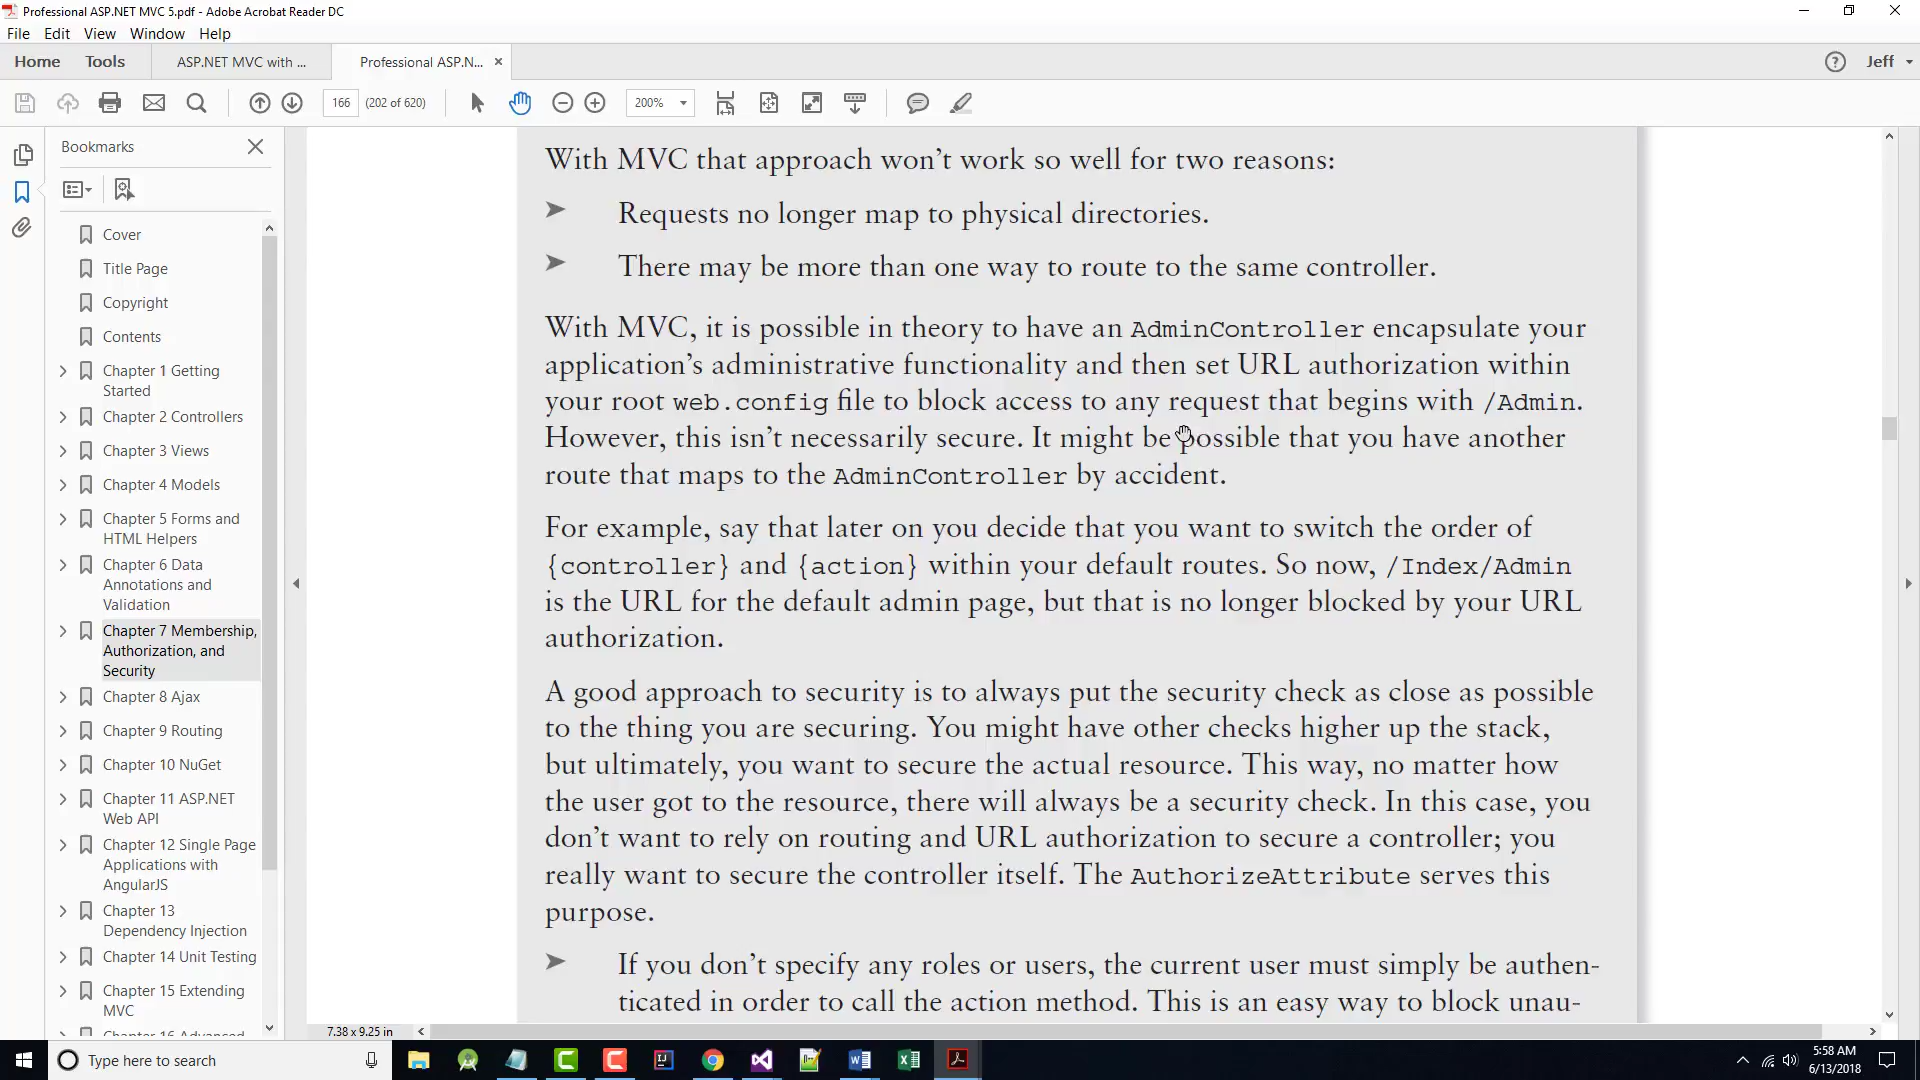 Professional ASP.NET MVC 5.pdf - Adobe Acrobat Reader DC
File Edit View Window Help
Home Tools ASP.NET MVC with ... Professional ASP.N... Jeff
166 (202 of 620) 200%
Bookmarks
Cover
Title Page
Copyright
Contents
Chapter 1 Getting
Started
Chapter 2 Controllers
Chapter 3 Views
Chapter 4 Models
Chapter 5 Forms and
HTML Helpers
Chapter 6 Data
Annotations and
Validation
Chapter 7 Membership,
Authorization, and
Security
Chapter 8 Ajax
Chapter 9 Routing
Chapter 10 NuGet
Chapter 11 ASP.NET
Web API
Chapter 12 Single Page
Applications with
AngularJS
Chapter 13
Dependency Injection
Chapter 14 Unit Testing
Chapter 15 Extending
MVC
Chapter 16 Advanced
With MVC that approach won't work so well for two reasons:
➤ Requests no longer map to physical directories.
➤ There may be more than one way to route to the same controller.
With MVC, it is possible in theory to have an AdminController encapsulate your
application's administrative functionality and then set URL authorization within
your root web.config file to block access to any request that begins with /Admin.
However, this isn't necessarily secure. It might be possible that you have another
route that maps to the AdminController by accident.
For example, say that later on you decide that you want to switch the order of
{controller} and {action} within your default routes. So now, /Index/Admin
is the URL for the default admin page, but that is no longer blocked by your URL
authorization.
A good approach to security is to always put the security check as close as possible
to the thing you are securing. You might have other checks higher up the stack,
but ultimately, you want to secure the actual resource. This way, no matter how
the user got to the resource, there will always be a security check. In this case, you
don't want to rely on routing and URL authorization to secure a controller; you
really want to secure the controller itself. The AuthorizeAttribute serves this
purpose.
➤ If you don't specify any roles or users, the current user must simply be authen-
ticated in order to call the action method. This is an easy way to block unau-
7.38 x 9.25 in
Type here to search
5:58 AM
6/13/2018